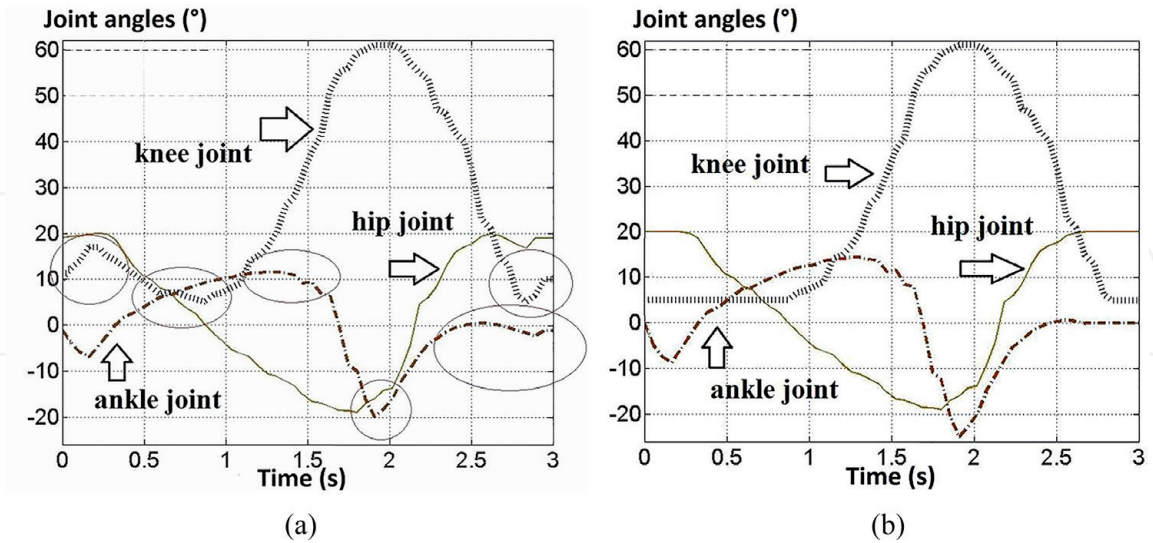 Joint angles (°)
60
50
40
30
20
10
0
-10
-20
knee joint
hip joint
ankle joint
0 0.5 1 1.5 2 2.5 3
Time (s)
(a)
Joint angles (°)
60
50
40
30
20
10
0
-10
-20
knee joint
hip joint
ankle joint
0 0.5 1 1.5 2 2.5 3
Time (s)
(b)